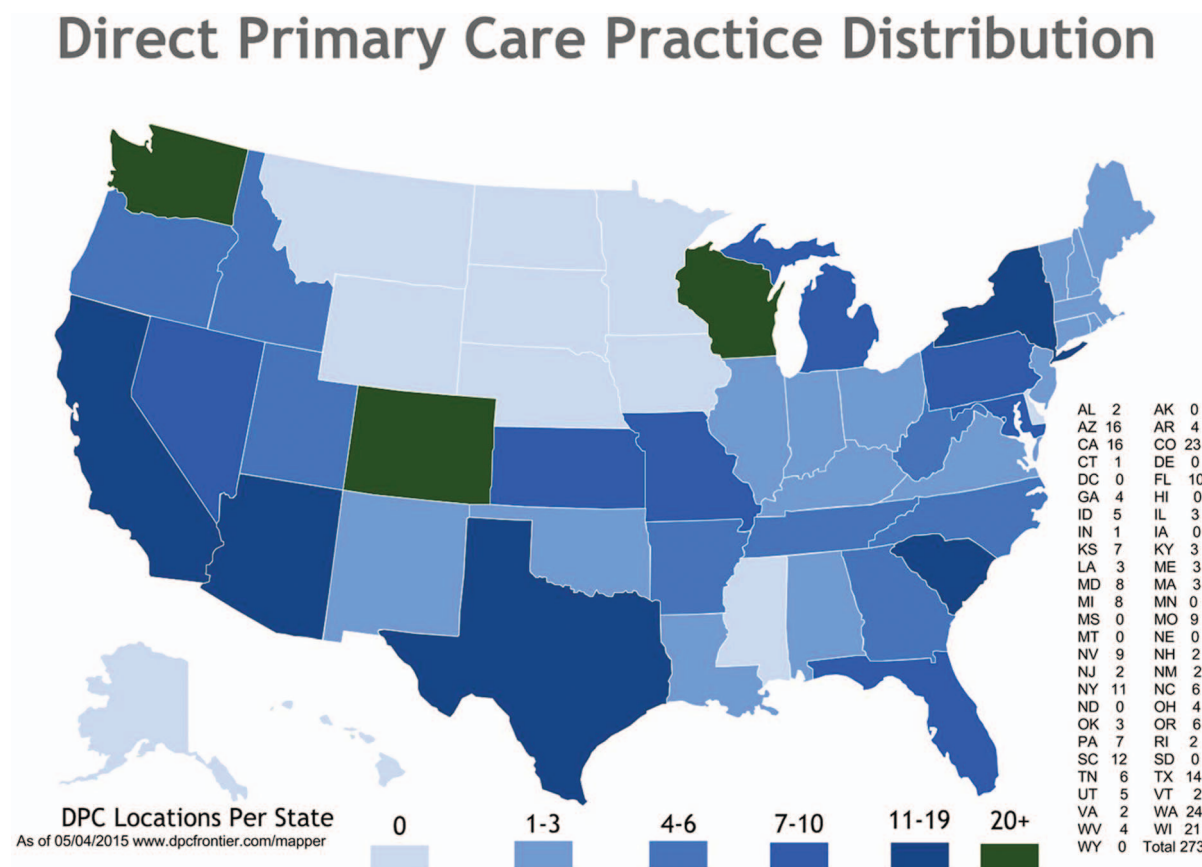 Direct Primary Care Practice Distribution
AL 2 AK 0
AZ 16 AR 4
CA 16 CO 23
CT 1 DE 0
DC 0 FL 10
GA 4 HI 0
ID 5 IL 3
IN 1 IA 0
KS 7 KY 3
LA 3 ME 3
MD 8 MA 3
MI 8 MN 0
MS 0 MO 9
MT 0 NE 0
NV 9 NH 2
NJ 2 NM 2
NY 11 NC 6
ND 0 OH 4
OK 3 OR 6
PA 7 RI 2
SC 12 SD 0
TN 6 TX 14
UT 5 VT 2
VA 2 WA 24
WV 4 WI 21
WY 0 Total 273
DPC Locations Per State
As of 05/04/2015 www.dpcfrontier.com/mapper
0 1-3 4-6 7-10 11-19 20+